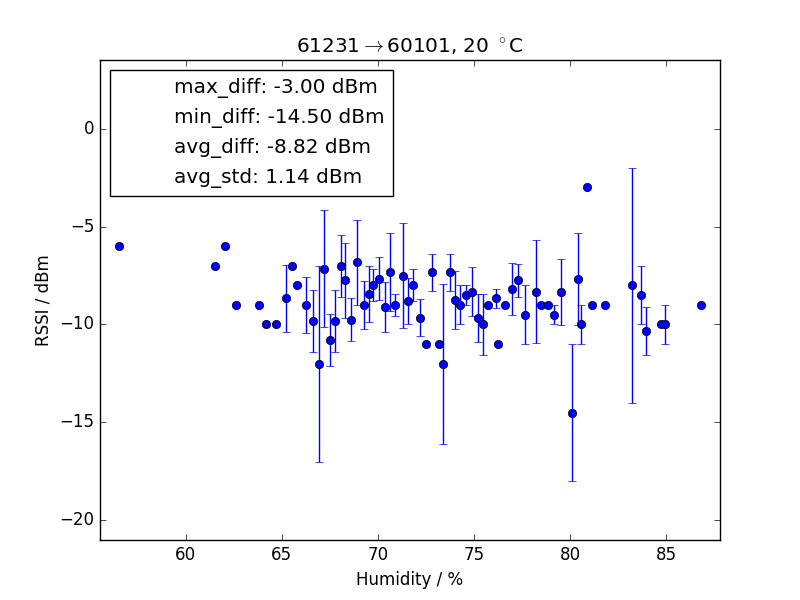 61231→60101, 20 °C
max_diff: -3.00 dBm
min_diff: -14.50 dBm
avg_diff: -8.82 dBm
avg_std: 1.14 dBm
0
−5
−10
−15
−20
RSSI / dBm
60 65 70 75 80 85
Humidity / %